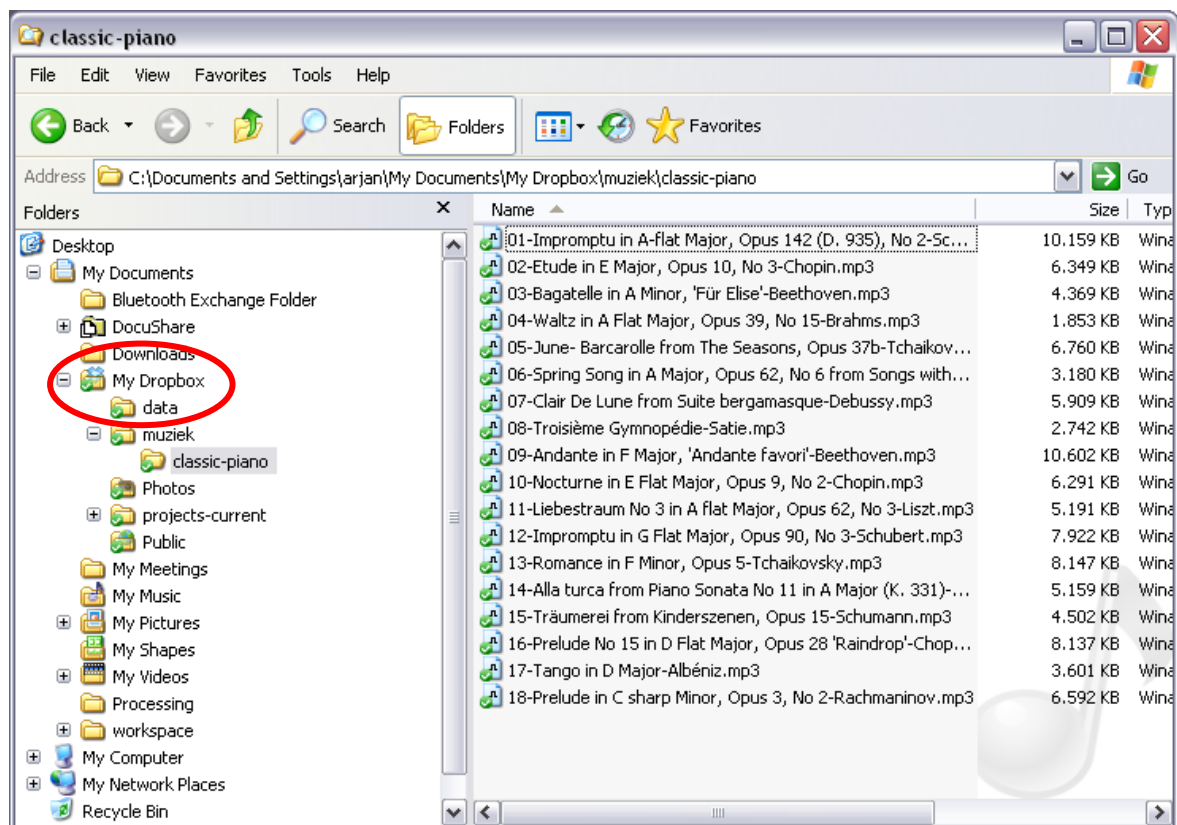 classic-piano
File Edit View Favorites Tools Help
Back Search Folders Favorites
Address C:\Documents and Settings\arjan\My Documents\My Dropbox\muziek\classic-piano Go
Folders
Desktop
My Documents
Bluetooth Exchange Folder
DocuShare
Downloads
My Dropbox
data
muziek
classic-piano
Photos
projects-current
Public
My Meetings
My Music
My Pictures
My Shapes
My Videos
Processing
workspace
My Computer
My Network Places
Recycle Bin
Name Size Typ
01-Impromptu in A-flat Major, Opus 142 (D. 935), No 2-Sc... 10.159 KB Wina
02-Etude in E Major, Opus 10, No 3-Chopin.mp3 6.349 KB Wina
03-Bagatelle in A Minor, 'Für Elise'-Beethoven.mp3 4.369 KB Wina
04-Waltz in A Flat Major, Opus 39, No 15-Brahms.mp3 1.853 KB Wina
05-June- Barcarolle from The Seasons, Opus 37b-Tchaikov... 6.760 KB Wina
06-Spring Song in A Major, Opus 62, No 6 from Songs with... 3.180 KB Wina
07-Clair De Lune from Suite bergamasque-Debussy.mp3 5.909 KB Wina
08-Troisième Gymnopédie-Satie.mp3 2.742 KB Wina
09-Andante in F Major, 'Andante favori'-Beethoven.mp3 10.602 KB Wina
10-Nocturne in E Flat Major, Opus 9, No 2-Chopin.mp3 6.291 KB Wina
11-Liebestraum No 3 in A flat Major, Opus 62, No 3-Liszt.mp3 5.191 KB Wina
12-Impromptu in G Flat Major, Opus 90, No 3-Schubert.mp3 7.922 KB Wina
13-Romance in F Minor, Opus 5-Tchaikovsky.mp3 8.147 KB Wina
14-Alla turca from Piano Sonata No 11 in A Major (K. 331)-... 5.159 KB Wina
15-Träumerei from Kinderszenen, Opus 15-Schumann.mp3 4.502 KB Wina
16-Prelude No 15 in D Flat Major, Opus 28 'Raindrop'-Chop... 8.137 KB Wina
17-Tango in D Major-Albéniz.mp3 3.601 KB Wina
18-Prelude in C sharp Minor, Opus 3, No 2-Rachmaninov.mp3 6.592 KB Wina